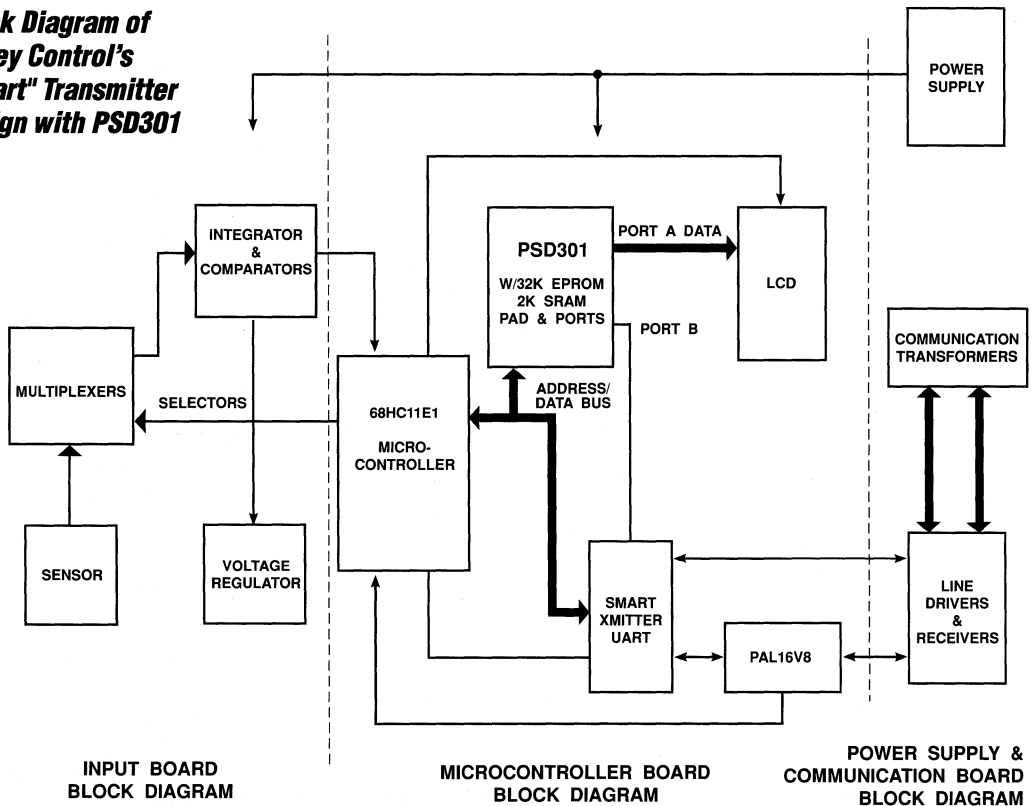 k Diagram of
ey Control's
art" Transmitter
gn with PSD301
POWER
SUPPLY
INTEGRATOR
&
COMPARATORS
PSD301
W/32K EPROM
2K SRAM
PAD & PORTS
PORT A DATA
LCD
PORT B
COMMUNICATION
TRANSFORMERS
MULTIPLEXERS
SELECTORS
ADDRESS/
DATA BUS
68HC11E1
MICRO-
CONTROLLER
SENSOR
VOLTAGE
REGULATOR
SMART
XMITTER
UART
PAL16V8
LINE
DRIVERS
&
RECEIVERS
INPUT BOARD
BLOCK DIAGRAM
MICROCONTROLLER BOARD
BLOCK DIAGRAM
POWER SUPPLY &
COMMUNICATION BOARD
BLOCK DIAGRAM